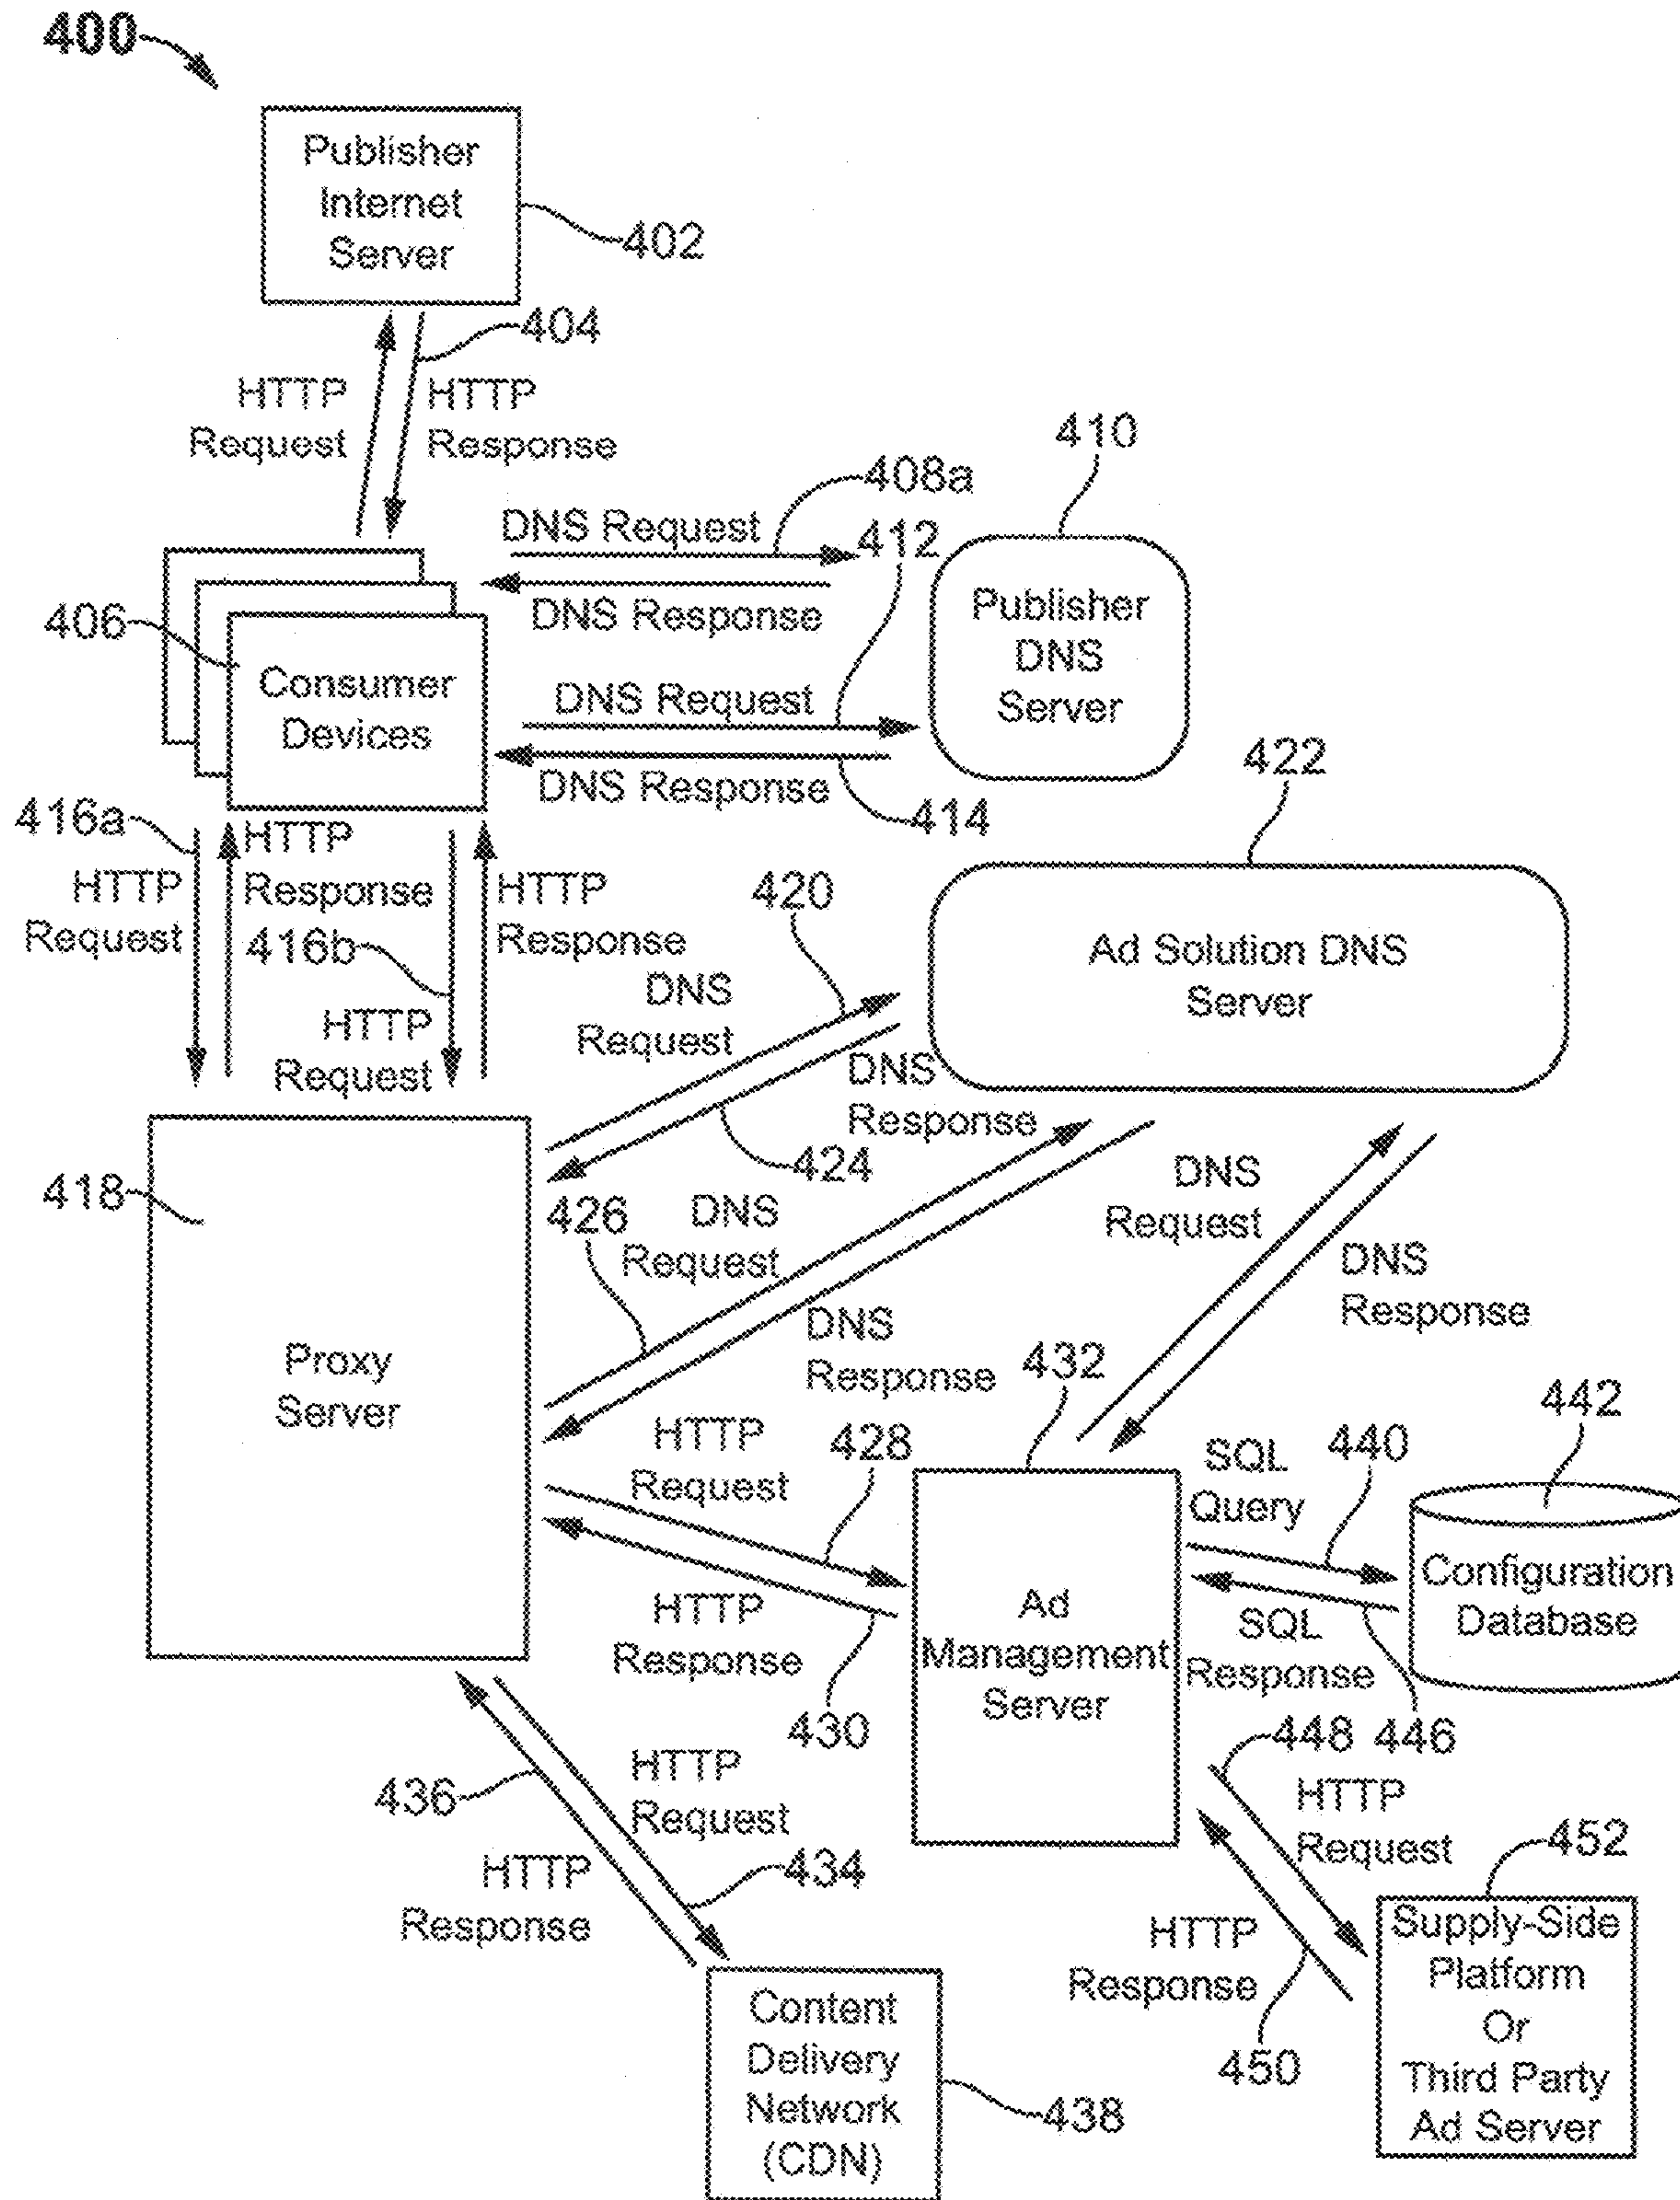 400
Publisher
Internet
Server
402
404
HTTP
Request
HTTP
Response
410
408a
DNS Request
412
DNS Response
Publisher
DNS
Server
406
Consumer
Devices
DNS Request
DNS Response
414
422
416a
HTTP
Request
HTTP
Response
416b
HTTP
Request
HTTP
Response
420
DNS
Request
Ad Solution DNS
Server
DNS
Response
424
418
Proxy
Server
426
DNS
Request
DNS
Response
DNS
Request
DNS
Response
432
HTTP
Request
428
SQL
Query
440
442
Configuration
Database
HTTP
Response
430
Ad
Management
Server
SQL
Response
446
448
HTTP
Request
436
HTTP
Request
434
HTTP
Response
452
HTTP
Response
450
Supply-Side
Platform
Or
Third Party
Ad Server
Content
Delivery
Network
(CDN)
438